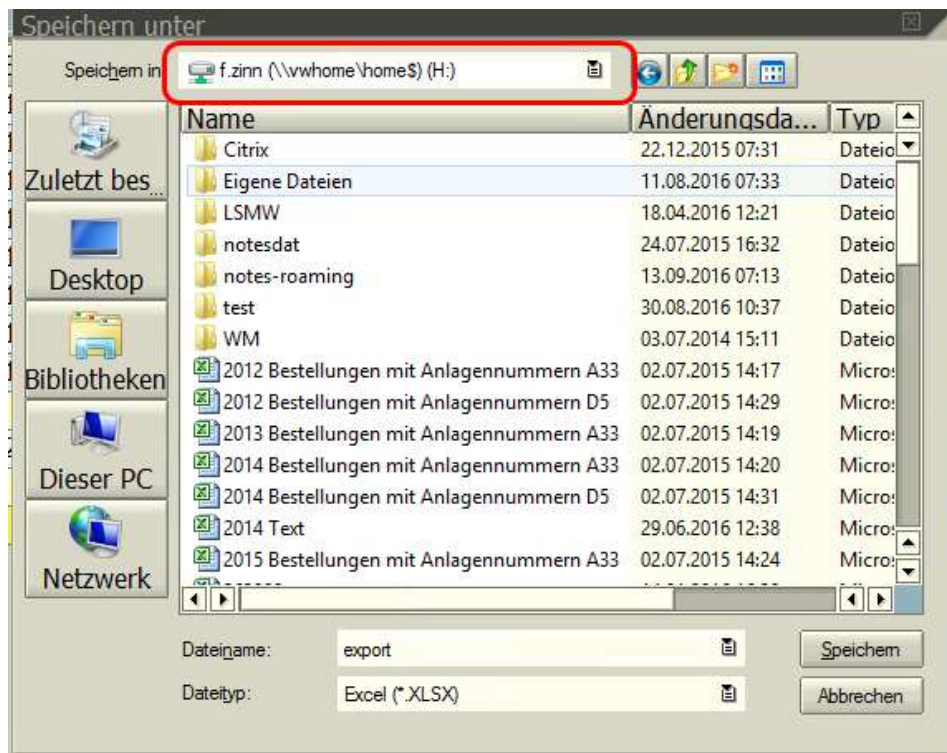 Speichern unter
Speichern in: f.zinn (\\vwhome\home$) (H:)
Name Änderungsda... Typ
Citrix 22.12.2015 07:31 Dateio
Eigene Dateien 11.08.2016 07:33 Dateio
LSMW 18.04.2016 12:21 Dateio
notesdat 24.07.2015 16:32 Dateio
notes-roaming 13.09.2016 07:13 Dateio
test 30.08.2016 10:37 Dateio
WM 03.07.2014 15:11 Dateio
2012 Bestellungen mit Anlagennummern A33 02.07.2015 14:17 Micros
2012 Bestellungen mit Anlagennummern D5 02.07.2015 14:29 Micros
2013 Bestellungen mit Anlagennummern A33 02.07.2015 14:19 Micros
2014 Bestellungen mit Anlagennummern A33 02.07.2015 14:20 Micros
2014 Bestellungen mit Anlagennummern D5 02.07.2015 14:31 Micros
2014 Text 29.06.2016 12:38 Micros
2015 Bestellungen mit Anlagennummern A33 02.07.2015 14:24 Micros
Zuletzt bes...
Desktop
Bibliotheken
Dieser PC
Netzwerk
Dateiname: export Speichern
Dateityp: Excel (*.XLSX) Abbrechen